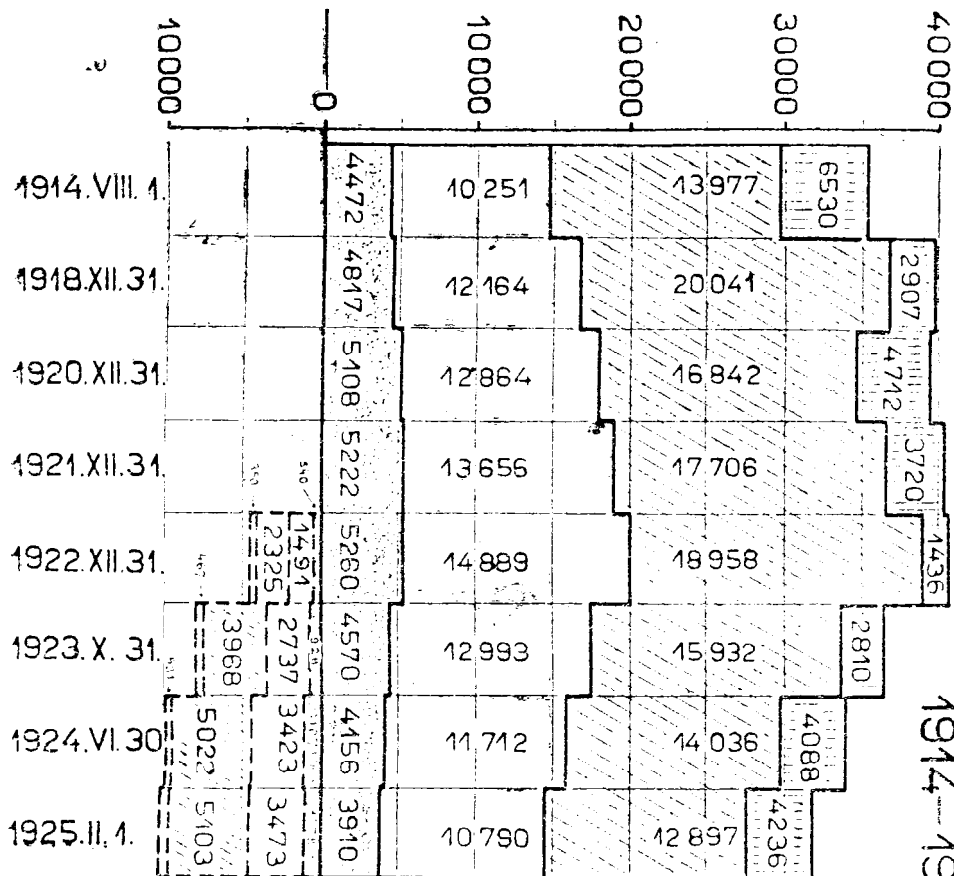 10000 0 10000 20000 30000 40000
1914.VIII.1. 4472 10251 13977 6530
1918.XII.31. 4817 12164 20041 2907
1920.XII.31. 5108 12864 16842 4712
1921.XII.31. 5222 13656 17706 3720
1922.XII.31. 2325 1491 5260 14889 18958 1436
1923.X.31. 3968 2737 4570 12993 15932 2810
1924.VI.30 5022 3423 4156 11712 14036 4088
1925.II.1. 5103 3473 3910 10790 12897 4236
1914-19